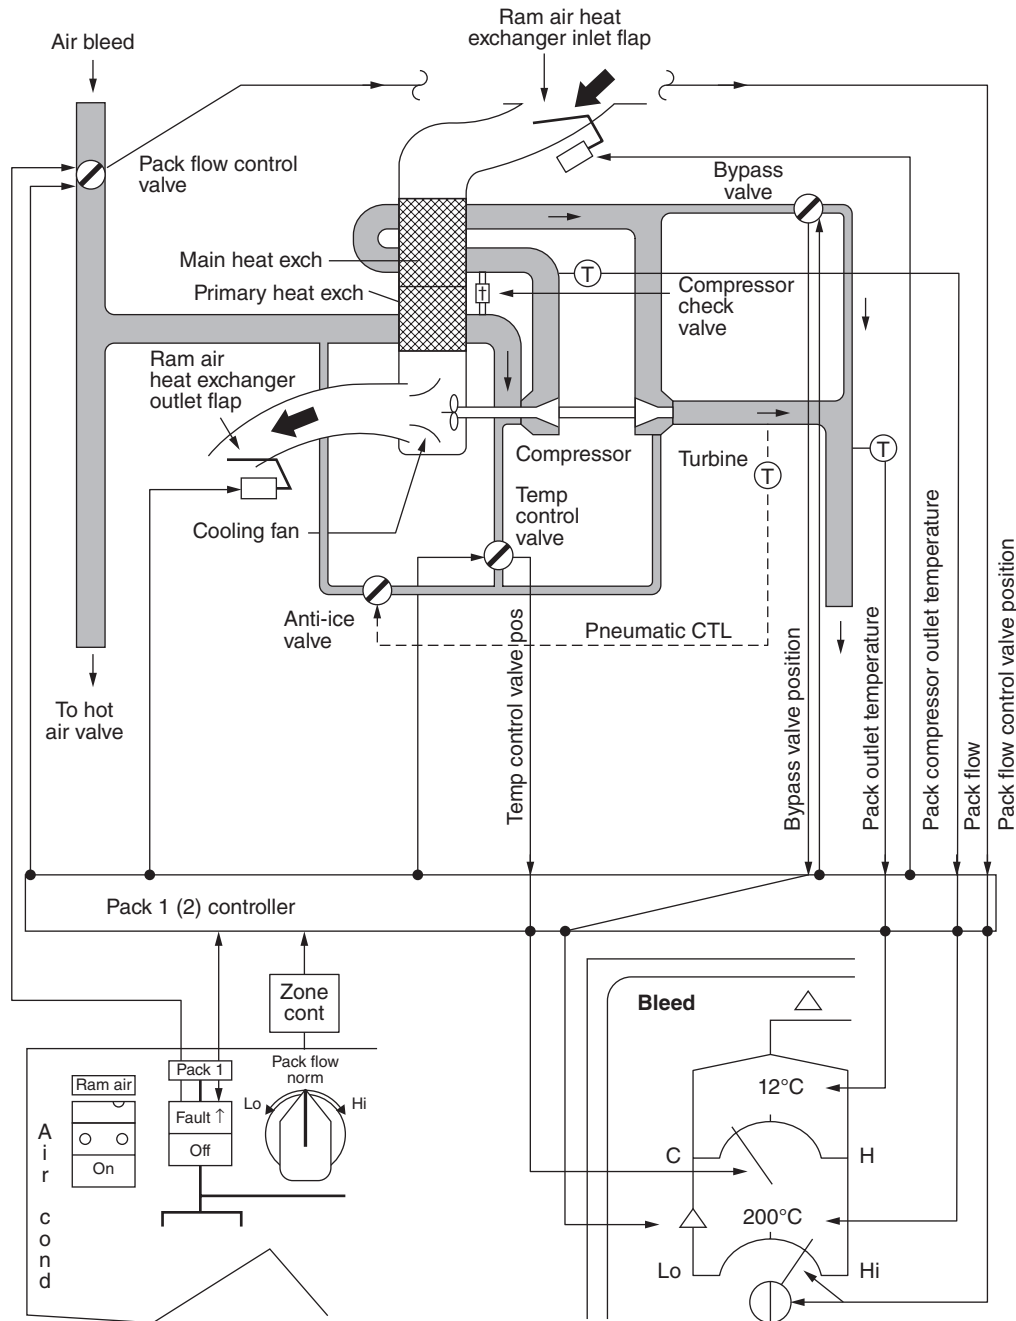 Ram air heat
exchanger inlet flap
Air bleed
Pack flow control
valve
Bypass
valve
Main heat exch
Primary heat exch
T
Compressor
check
valve
Ram air
heat exchanger
outlet flap
Compressor
Turbine
T
T
Temp
control
valve
Cooling fan
Anti-ice
valve
Pneumatic CTL
To hot
air valve
Temp control valve pos
Bypass valve position
Pack outlet temperature
Pack compressor outlet temperature
Pack flow
Pack flow control valve position
Pack 1 (2) controller
Zone
cont
Bleed
Pack flow
norm
Pack 1
Ram air
Lo
Hi
Fault ↑
Off
On
A
i
r
c
o
n
d
12°C
C
H
200°C
Lo
Hi